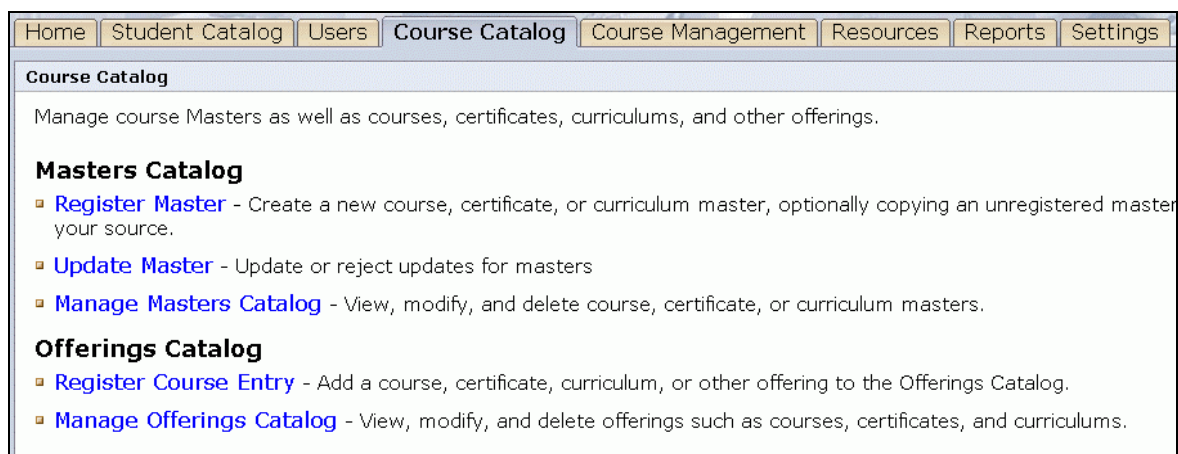 Home Student Catalog Users Course Catalog Course Management Resources Reports Settings
Course Catalog
Manage course Masters as well as courses, certificates, curriculums, and other offerings.
Masters Catalog
Register Master - Create a new course, certificate, or curriculum master, optionally copying an unregistered master
your source.
Update Master - Update or reject updates for masters
Manage Masters Catalog - View, modify, and delete course, certificate, or curriculum masters.
Offerings Catalog
Register Course Entry - Add a course, certificate, curriculum, or other offering to the Offerings Catalog.
Manage Offerings Catalog - View, modify, and delete offerings such as courses, certificates, and curriculums.